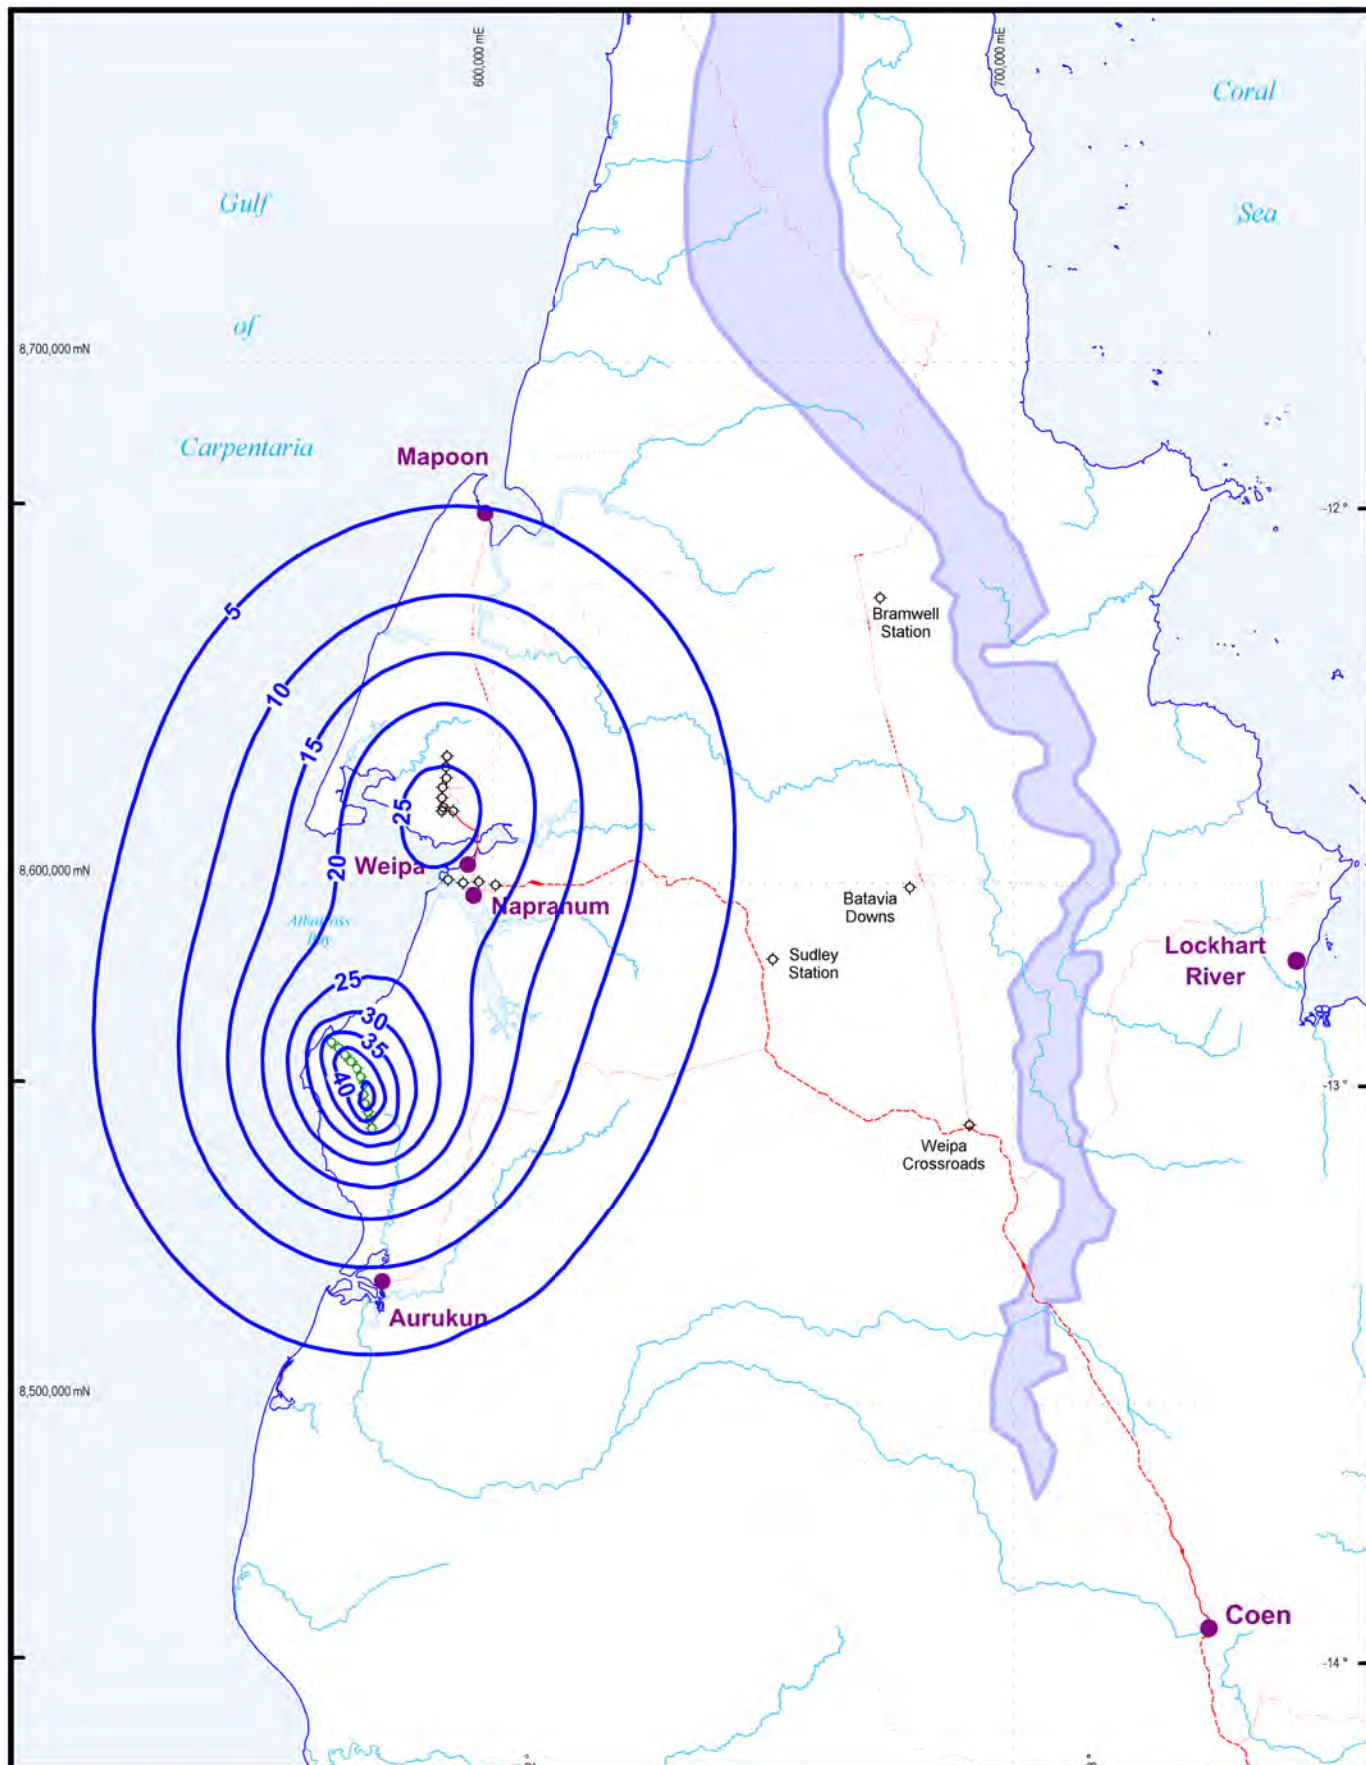 600,000 mE
700,000 mE
Coral
Sea
Gulf
of
Carpentaria
8,700,000 mN
Mapoon
-12°
5
Bramwell
Station
10
15
25
20
Weipa
8,600,000 mN
Napranum
Batavia
Downs
Albatross
Bay
Sudley
Station
Lockhart
River
25
30
35
40
-13°
Weipa
Crossroads
Aurukun
8,500,000 mN
Coen
-14°